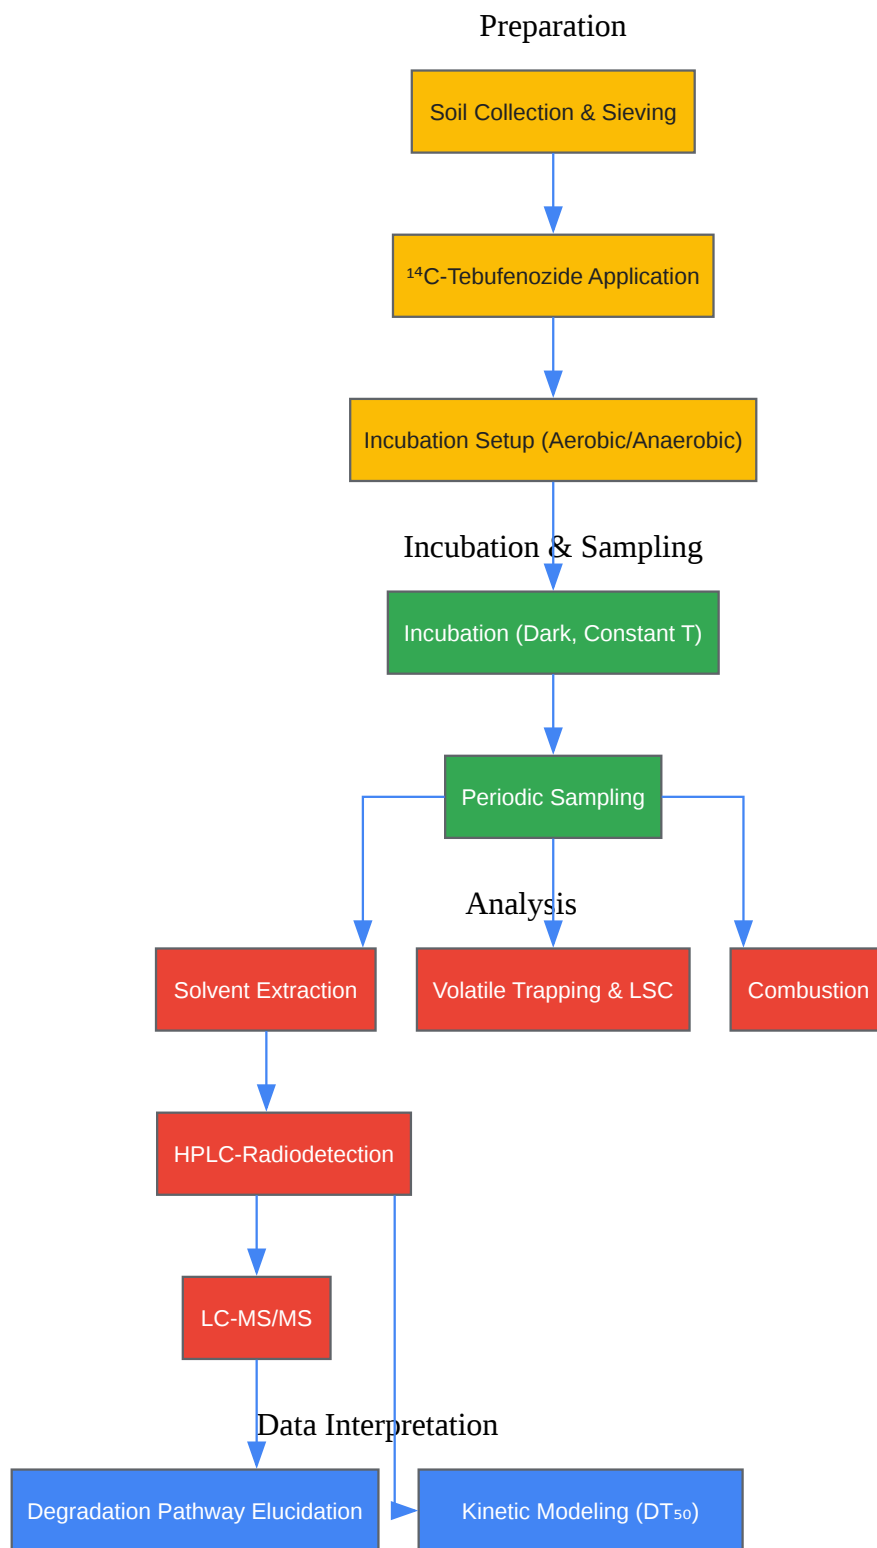 Preparation
Soil Collection & Sieving
¹⁴C-Tebufenozide Application
Incubation Setup (Aerobic/Anaerobic)
Incubation & Sampling
Incubation (Dark, Constant T)
Periodic Sampling
Analysis
Solvent Extraction
Volatile Trapping & LSC
Combustion
HPLC-Radiodetection
LC-MS/MS
Data Interpretation
Degradation Pathway Elucidation
Kinetic Modeling (DT₅₀)